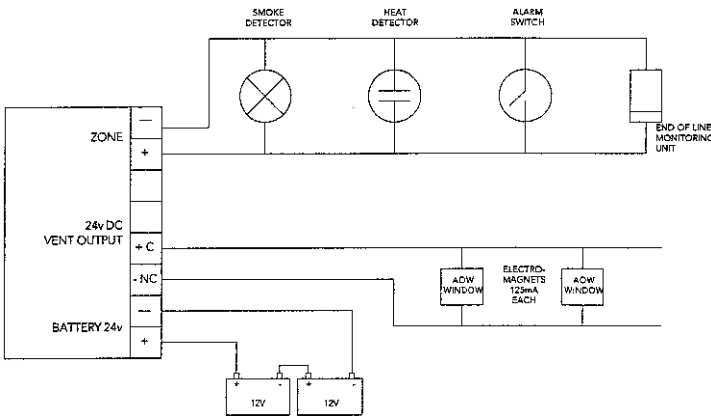 SMOKE
DETECTOR
HEAT
DETECTOR
ALARM
SWITCH
ZONE
−
+
END OF LINE
MONITORING
UNIT
24v DC
VENT OUTPUT
+ C
- NC
AOW
WINDOW
ELECTRO-
MAGNETS
125mA
EACH
AOW
WINDOW
BATTERY 24v
−
+
+ -
12V
+ -
12V